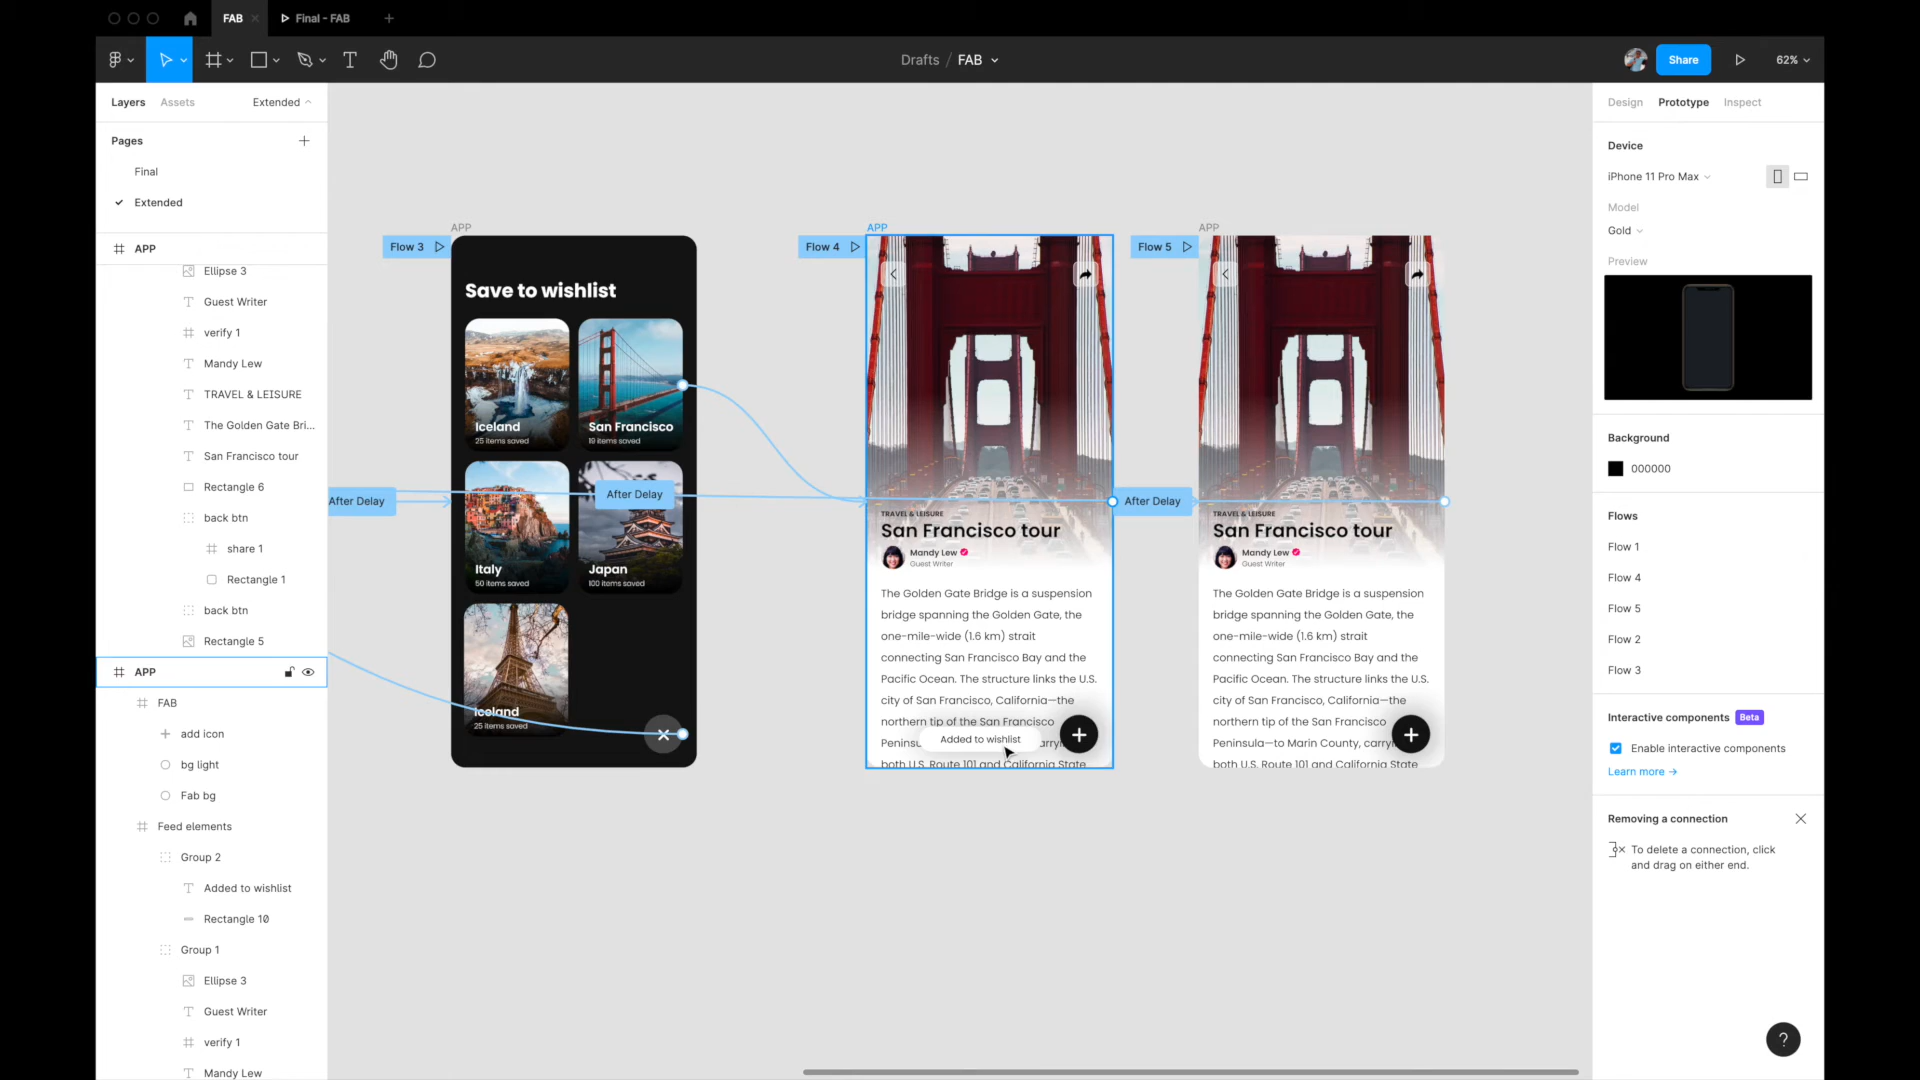 FAB
Final - FAB
Drafts / FAB
Share
62%
Layers
Assets
Extended
Pages
Final
Extended
APP
Ellipse 3
Guest Writer
verify 1
Mandy Lew
TRAVEL & LEISURE
The Golden Gate Bri...
San Francisco tour
Rectangle 6
back btn
share 1
Rectangle 1
back btn
Rectangle 5
APP
FAB
add icon
bg light
Fab bg
Feed elements
Group 2
Added to wishlist
Rectangle 10
Group 1
Ellipse 3
Guest Writer
verify 1
Mandy Lew
Flow 3
APP
Save to wishlist
Iceland
25 items saved
San Francisco
19 items saved
After Delay
After Delay
Italy
50 items saved
Japan
100 items saved
Iceland
25 items saved
Flow 4
APP
TRAVEL & LEISURE
San Francisco tour
Mandy Lew
Guest Writer
The Golden Gate Bridge is a suspension
bridge spanning the Golden Gate, the
one-mile-wide (1.6 km) strait
connecting San Francisco Bay and the
Pacific Ocean. The structure links the U.S.
city of San Francisco, California—the
northern tip of the San Francisco
Added to wishlist
both U.S. Route 101 and California State
After Delay
Flow 5
APP
TRAVEL & LEISURE
San Francisco tour
Mandy Lew
Guest Writer
The Golden Gate Bridge is a suspension
bridge spanning the Golden Gate, the
one-mile-wide (1.6 km) strait
connecting San Francisco Bay and the
Pacific Ocean. The structure links the U.S.
city of San Francisco, California—the
northern tip of the San Francisco
Peninsula—to Marin County, carrying
both U.S. Route 101 and California State
Design
Prototype
Inspect
Device
iPhone 11 Pro Max
Model
Gold
Preview
Background
000000
Flows
Flow 1
Flow 4
Flow 5
Flow 2
Flow 3
Interactive components Beta
Enable interactive components
Learn more →
Removing a connection
To delete a connection, click
and drag on either end.
?